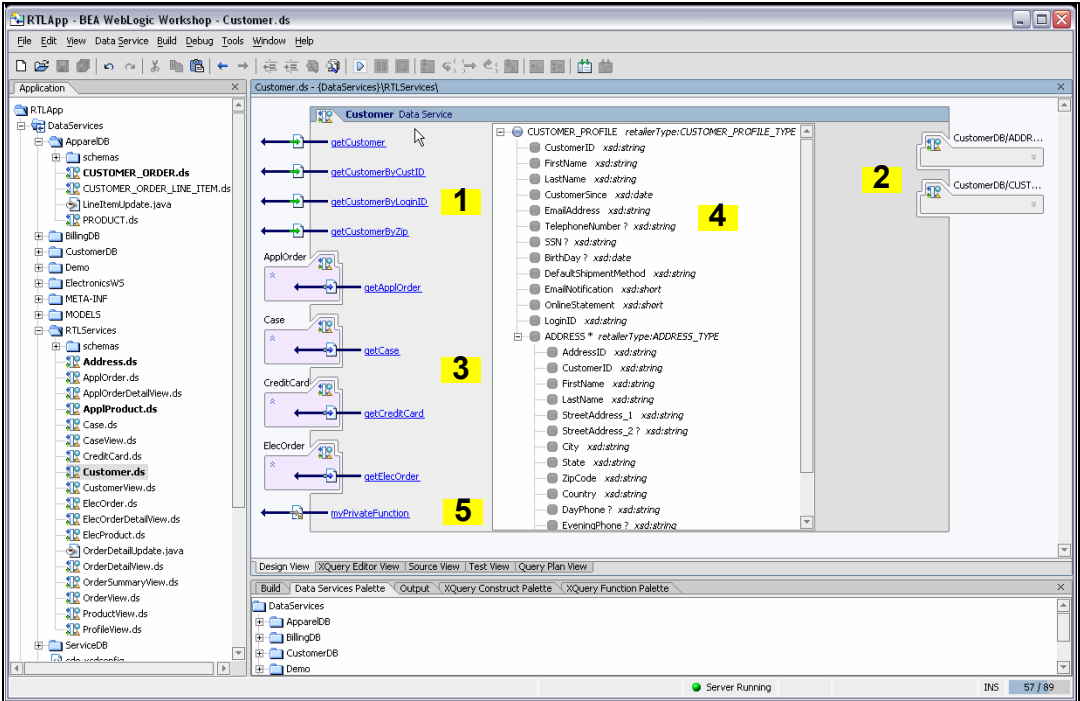 RTLApp - BEA WebLogic Workshop - Customer.ds
File Edit View Data Service Build Debug Tools Window Help
Application
RTLApp
DataServices
ApparelDB
schemas
CUSTOMER_ORDER.ds
CUSTOMER_ORDER_LINE_ITEM.ds
LineItemUpdate.java
PRODUCT.ds
BillingDB
CustomerDB
Demo
ElectronicsWS
META-INF
MODELS
RTLServices
schemas
Address.ds
ApplOrder.ds
ApplOrderDetailView.ds
ApplProduct.ds
Case.ds
CaseView.ds
CreditCard.ds
Customer.ds
CustomerView.ds
ElecOrder.ds
ElecOrderDetailView.ds
ElecProduct.ds
OrderDetailUpdate.java
OrderDetailView.ds
OrderSummaryView.ds
OrderView.ds
ProductView.ds
ProfileView.ds
ServiceDB
Customer.ds - {DataServices}\RTLServices\
Customer Data Service
getCustomer
getCustomerByCustID
getCustomerByLoginID
getCustomerByZip
1
ApplOrder
getApplOrder
Case
getCase
3
CreditCard
getCreditCard
ElecOrder
getElecOrder
myPrivateFunction
5
CUSTOMER_PROFILE retailerType:CUSTOMER_PROFILE_TYPE
CustomerID xsd:string
FirstName xsd:string
LastName xsd:string
CustomerSince xsd:date
EmailAddress xsd:string
TelephoneNumber ? xsd:string
SSN ? xsd:string
BirthDay ? xsd:date
DefaultShipmentMethod xsd:string
EmailNotification xsd:short
OnlineStatement xsd:short
LoginID xsd:string
ADDRESS * retailerType:ADDRESS_TYPE
AddressID xsd:string
CustomerID xsd:string
FirstName xsd:string
LastName xsd:string
StreetAddress_1 xsd:string
StreetAddress_2 ? xsd:string
City xsd:string
State xsd:string
ZipCode xsd:string
Country xsd:string
DayPhone ? xsd:string
EveningPhone ? xsd:string
4
2
CustomerDB/ADDR...
CustomerDB/CUST...
Design View XQuery Editor View Source View Test View Query Plan View
Build Data Services Palette Output XQuery Construct Palette XQuery Function Palette
DataServices
ApparelDB
BillingDB
CustomerDB
Demo
Server Running
INS 57 / 89